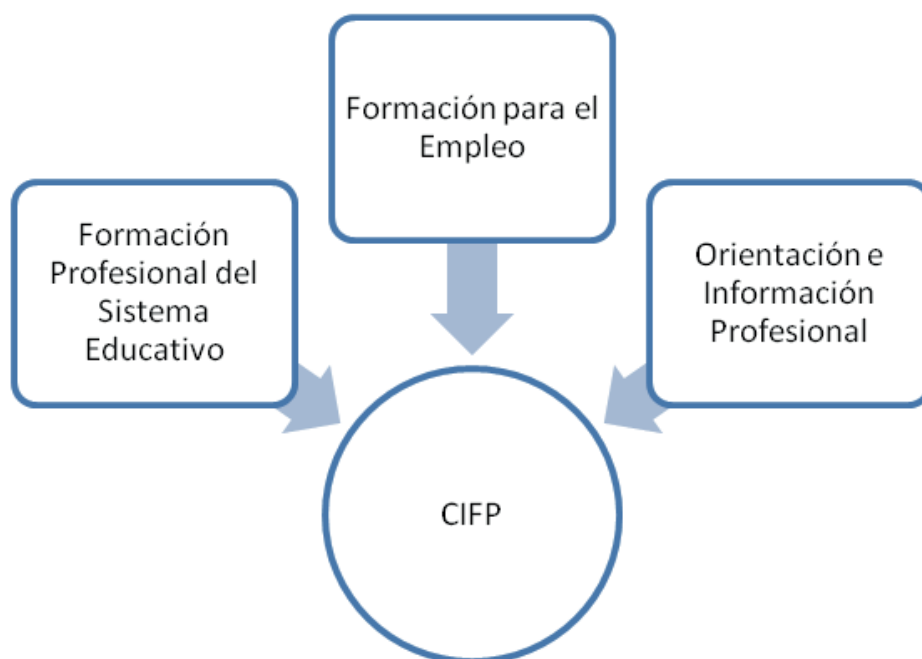 Formación para el
Empleo
Formación
Profesional del
Sistema
Educativo
Orientación e
Información
Profesional
CIFP